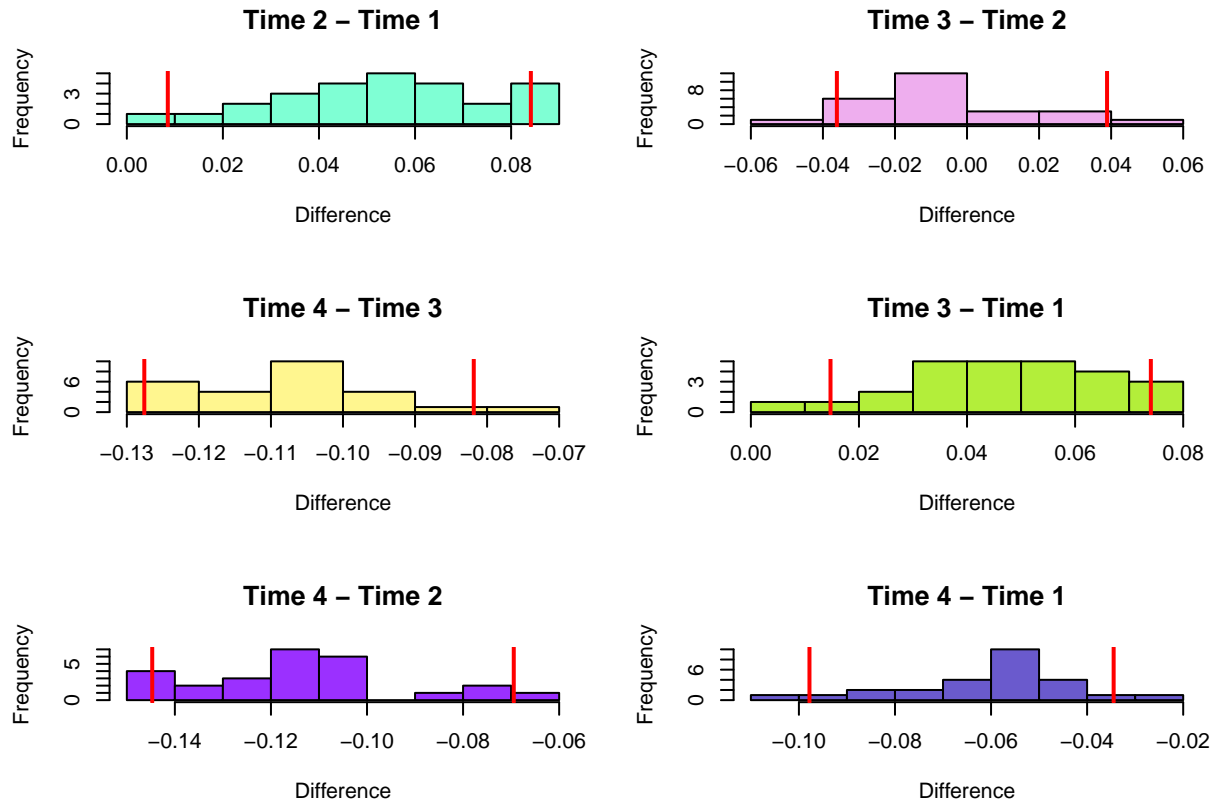 Time 2 − Time 1
Frequency
0 3
0.00 0.02 0.04 0.06 0.08
Difference
Time 3 − Time 2
Frequency
0 8
−0.06 −0.04 −0.02 0.00 0.02 0.04 0.06
Difference
Time 4 − Time 3
Frequency
0 6
−0.13 −0.12 −0.11 −0.10 −0.09 −0.08 −0.07
Difference
Time 3 − Time 1
Frequency
0 3
0.00 0.02 0.04 0.06 0.08
Difference
Time 4 − Time 2
Frequency
0 5
−0.14 −0.12 −0.10 −0.08 −0.06
Difference
Time 4 − Time 1
Frequency
0 6
−0.10 −0.08 −0.06 −0.04 −0.02
Difference